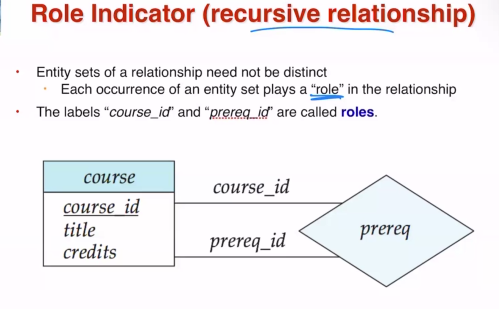 Role Indicator (recursive relationship)
• Entity sets of a relationship need not be distinct
• Each occurrence of an entity set plays a “role” in the relationship
• The labels “course_id” and “prereq_id” are called roles.
course
course_id
title
credits
course_id
prereq_id
prereq